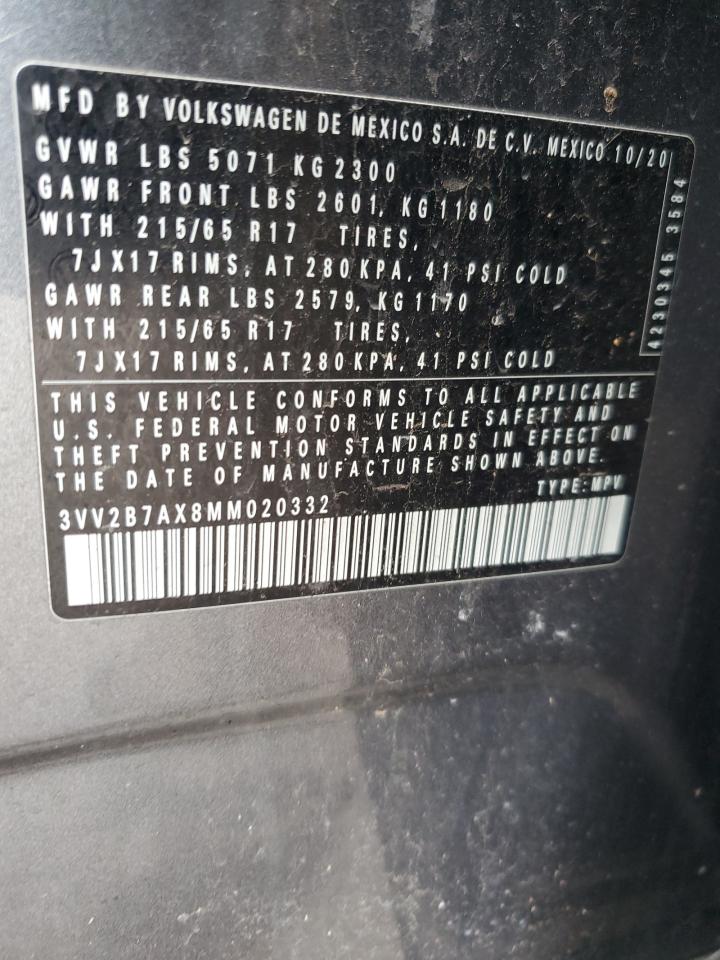 MFD BY VOLKSWAGEN DE MEXICO S.A. DE C.V. MEXICO 10/20
GVWR LBS 5071 KG 2300
GAWR FRONT LBS 2601, KG 1180
WITH 215/65 R17 TIRES,
7JX17 RIMS, AT 280 KPA, 41 PSI COLD
GAWR REAR LBS 2579, KG 1170
WITH 215/65 R17 TIRES,
7JX17 RIMS, AT 280 KPA, 41 PSI COLD
4230345 3584
THIS VEHICLE CONFORMS TO ALL APPLICABLE
U.S. FEDERAL MOTOR VEHICLE SAFETY AND
THEFT PREVENTION STANDARDS IN EFFECT ON
THE DATE OF MANUFACTURE SHOWN ABOVE.
TYPE: MPV
3VV2B7AX8MM020332